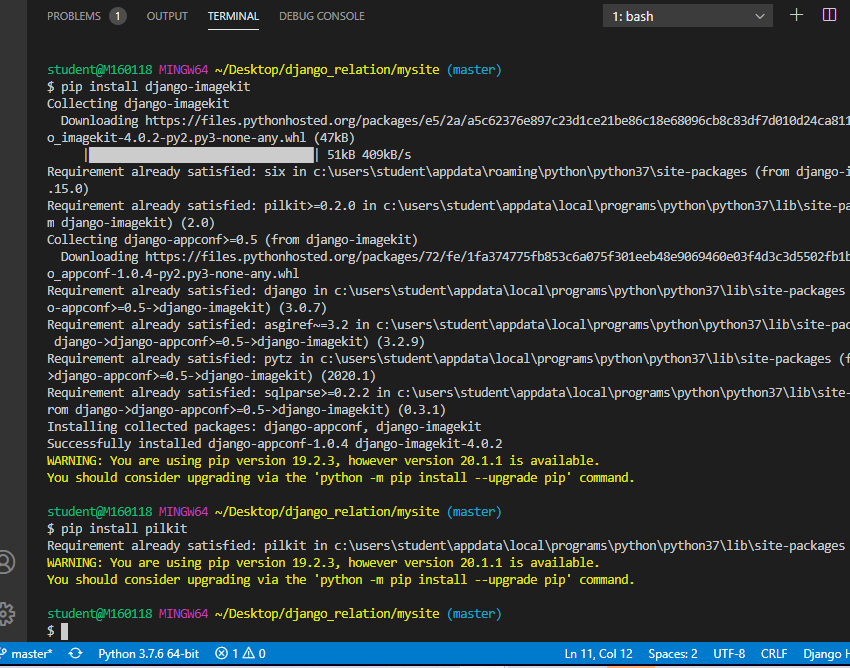 PROBLEMS 1 OUTPUT TERMINAL DEBUG CONSOLE 1: bash
student@M160118 MINGW64 ~/Desktop/django_relation/mysite (master)
$ pip install django-imagekit
Collecting django-imagekit
Downloading https://files.pythonhosted.org/packages/e5/2a/a5c62376e897c23d1ce21be86c18e68096cb8c83df7d010d24ca811
o_imagekit-4.0.2-py2.py3-none-any.whl (47kB)
| | 51kB 409kB/s
Requirement already satisfied: six in c:\users\student\appdata\roaming\python\python37\site-packages (from django-i
.15.0)
Requirement already satisfied: pilkit>=0.2.0 in c:\users\student\appdata\local\programs\python\python37\lib\site-pa
m django-imagekit) (2.0)
Collecting django-appconf>=0.5 (from django-imagekit)
Downloading https://files.pythonhosted.org/packages/72/fe/1fa374775fb853c6a075f301eeb48e9069460e03f4d3c3d5502fb1b
o_appconf-1.0.4-py2.py3-none-any.whl
Requirement already satisfied: django in c:\users\student\appdata\local\programs\python\python37\lib\site-packages
o-appconf>=0.5->django-imagekit) (3.0.7)
Requirement already satisfied: asgiref~=3.2 in c:\users\student\appdata\local\programs\python\python37\lib\site-pac
django->django-appconf>=0.5->django-imagekit) (3.2.9)
Requirement already satisfied: pytz in c:\users\student\appdata\local\programs\python\python37\lib\site-packages (f
>django-appconf>=0.5->django-imagekit) (2020.1)
Requirement already satisfied: sqlparse>=0.2.2 in c:\users\student\appdata\local\programs\python\python37\lib\site-
rom django->django-appconf>=0.5->django-imagekit) (0.3.1)
Installing collected packages: django-appconf, django-imagekit
Successfully installed django-appconf-1.0.4 django-imagekit-4.0.2
WARNING: You are using pip version 19.2.3, however version 20.1.1 is available.
You should consider upgrading via the 'python -m pip install --upgrade pip' command.
student@M160118 MINGW64 ~/Desktop/django_relation/mysite (master)
$ pip install pilkit
Requirement already satisfied: pilkit in c:\users\student\appdata\local\programs\python\python37\lib\site-packages
WARNING: You are using pip version 19.2.3, however version 20.1.1 is available.
You should consider upgrading via the 'python -m pip install --upgrade pip' command.
student@M160118 MINGW64 ~/Desktop/django_relation/mysite (master)
$
master* Python 3.7.6 64-bit 1 0 Ln 11, Col 12 Spaces: 2 UTF-8 CRLF Django H